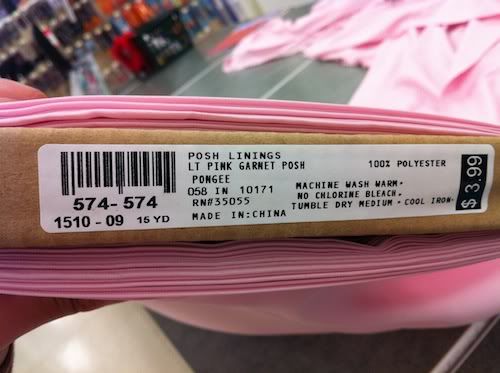 POSH LININGS
LT PINK GARNET POSH
PONGEE
100% POLYESTER
058 IN 10171
RN#35055
MADE IN:CHINA
MACHINE WASH WARM.
NO CHLORINE BLEACH.
TUMBLE DRY MEDIUM. COOL IRON.
$ 3.99
574-574
1510-09 15 YD